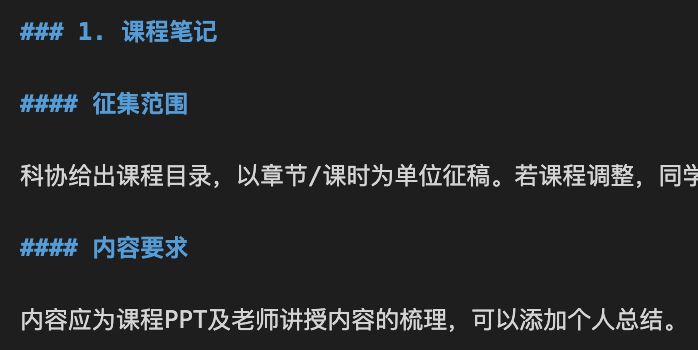 ### 1. 课程笔记
#### 征集范围
科协给出课程目录，以章节/课时为单位征稿。若课程调整，同学
#### 内容要求
内容应为课程PPT及老师讲授内容的梳理，可以添加个人总结。